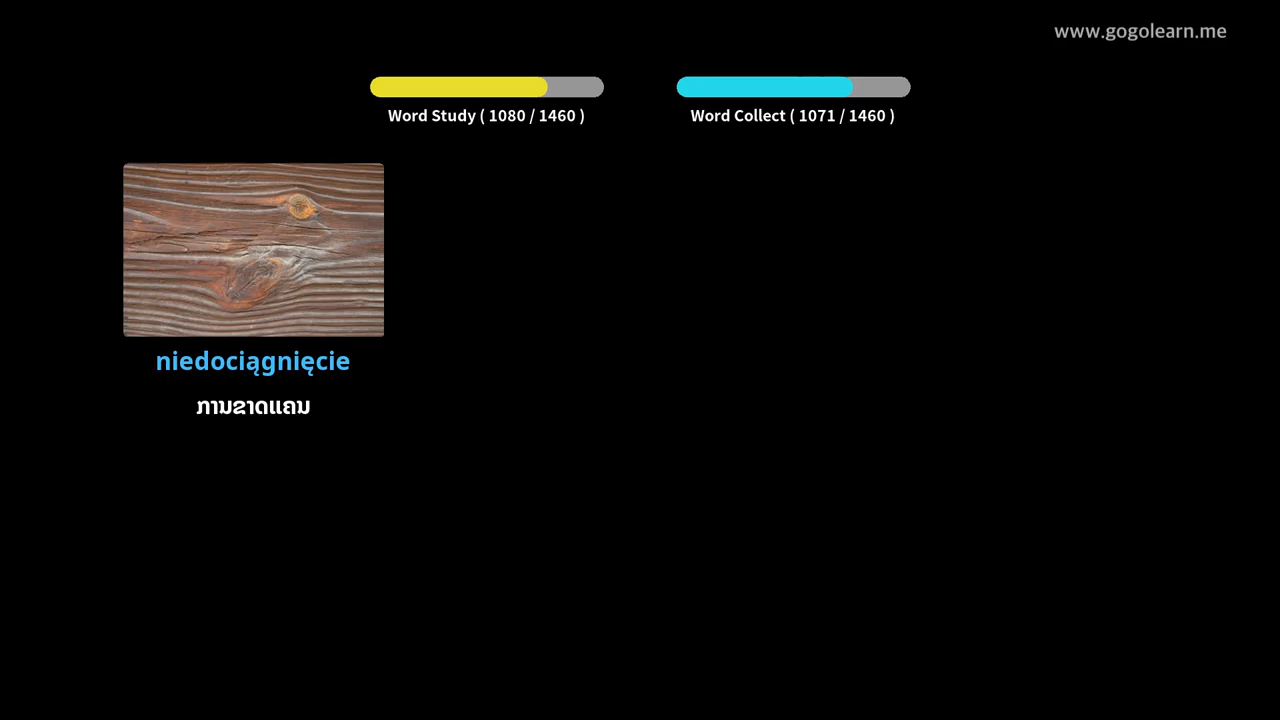 www.gogolearn.me
Word Study ( 1080 / 1460 )
Word Collect ( 1071 / 1460 )
niedociągnięcie
ການຂາດແຄນ